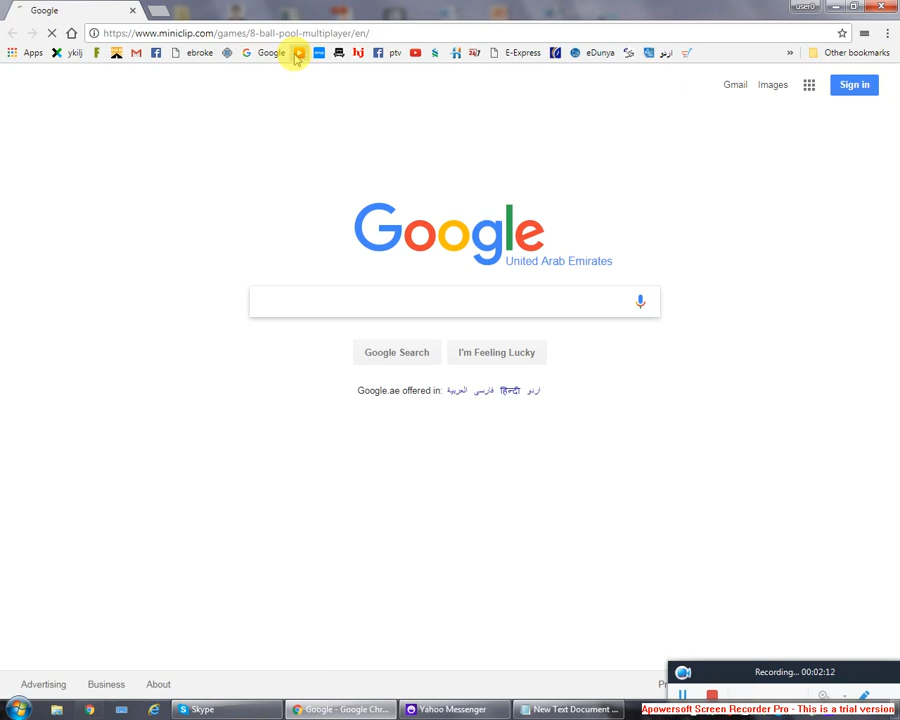 Google
user0
https://www.miniclip.com/games/8-ball-pool-multiplayer/en/
Apps ykilj ebroke Google ptv E-Express eDunya اردو » Other bookmarks
Gmail Images Sign in
Google
United Arab Emirates
Google Search I'm Feeling Lucky
Google.ae offered in: العربية فارسی हिन्दी اردو
Recording... 00:02:12
Advertising Business About
Skype Google - Google Chr... Yahoo Messenger New Text Document ...
Apowersoft Screen Recorder Pro - This is a trial version